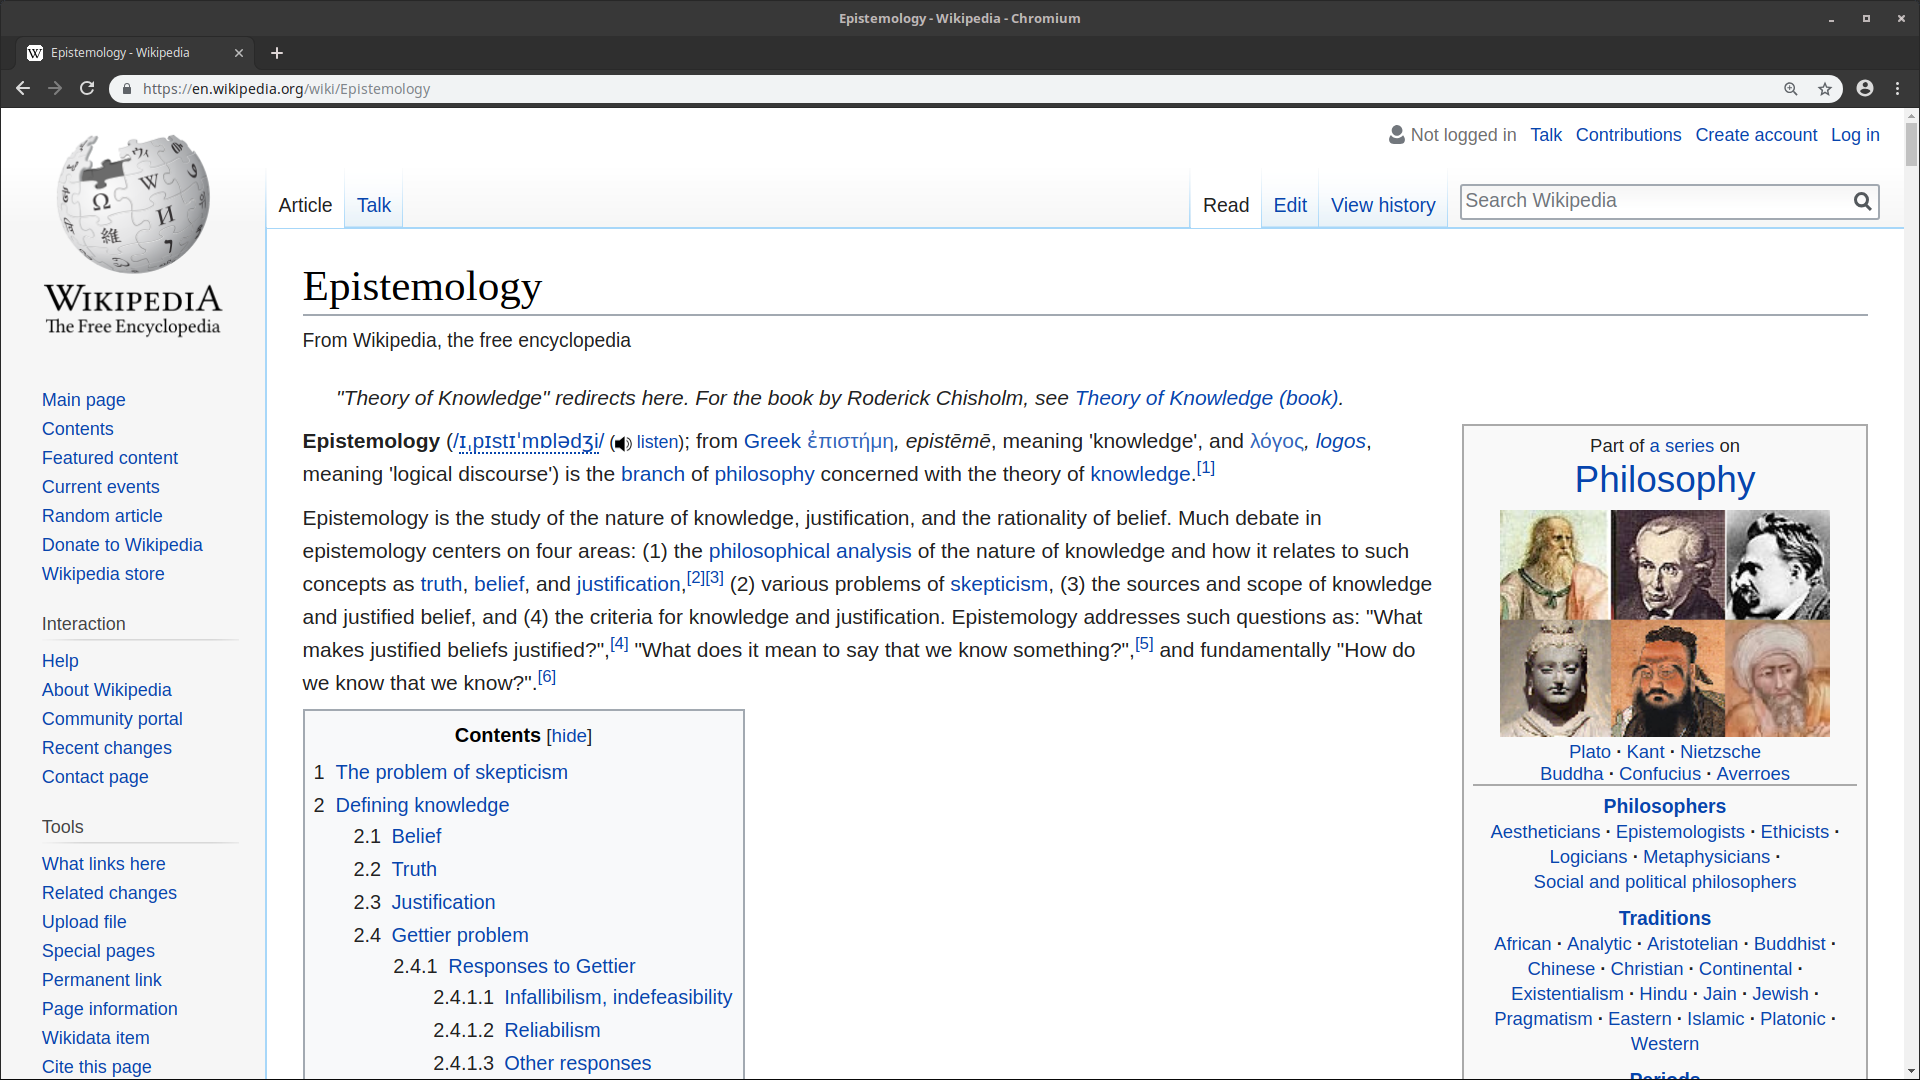 Epistemology - Wikipedia - Chromium
Epistemology - Wikipedia
https://en.wikipedia.org/wiki/Epistemology
Not logged in Talk Contributions Create account Log in
Article Talk Read Edit View history Search Wikipedia
WIKIPEDIA
The Free Encyclopedia
Main page
Contents
Featured content
Current events
Random article
Donate to Wikipedia
Wikipedia store
Interaction
Help
About Wikipedia
Community portal
Recent changes
Contact page
Tools
What links here
Related changes
Upload file
Special pages
Permanent link
Page information
Wikidata item
Cite this page
Epistemology
From Wikipedia, the free encyclopedia
"Theory of Knowledge" redirects here. For the book by Roderick Chisholm, see Theory of Knowledge (book).
Epistemology (/ɪˌpɪstɪˈmɒlədʒi/ (listen); from Greek ἐπιστήμη, epistēmē, meaning 'knowledge', and λόγος, logos,
meaning 'logical discourse') is the branch of philosophy concerned with the theory of knowledge.[1]
Epistemology is the study of the nature of knowledge, justification, and the rationality of belief. Much debate in
epistemology centers on four areas: (1) the philosophical analysis of the nature of knowledge and how it relates to such
concepts as truth, belief, and justification,[2][3] (2) various problems of skepticism, (3) the sources and scope of knowledge
and justified belief, and (4) the criteria for knowledge and justification. Epistemology addresses such questions as: "What
makes justified beliefs justified?",[4] "What does it mean to say that we know something?",[5] and fundamentally "How do
we know that we know?".[6]
Contents [hide]
1 The problem of skepticism
2 Defining knowledge
2.1 Belief
2.2 Truth
2.3 Justification
2.4 Gettier problem
2.4.1 Responses to Gettier
2.4.1.1 Infallibilism, indefeasibility
2.4.1.2 Reliabilism
2.4.1.3 Other responses
Part of a series on
Philosophy
Plato · Kant · Nietzsche
Buddha · Confucius · Averroes
Philosophers
Aestheticians · Epistemologists · Ethicists ·
Logicians · Metaphysicians ·
Social and political philosophers
Traditions
African · Analytic · Aristotelian · Buddhist ·
Chinese · Christian · Continental ·
Existentialism · Hindu · Jain · Jewish ·
Pragmatism · Eastern · Islamic · Platonic ·
Western
Periods